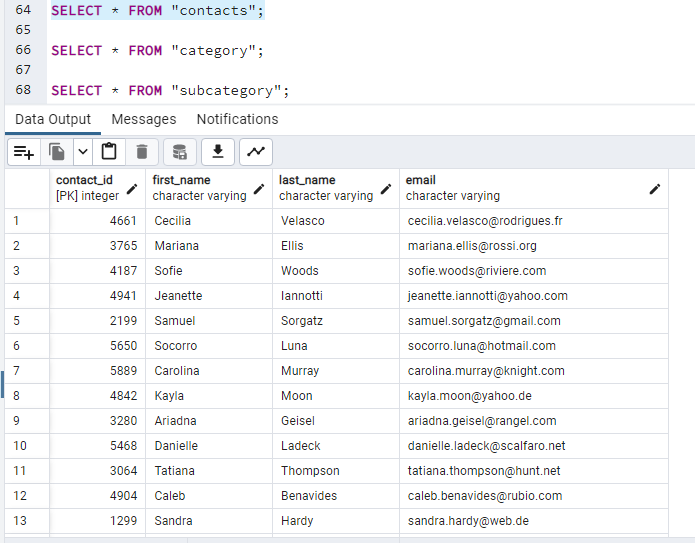 64 SELECT * FROM "contacts";
65
66 SELECT * FROM "category";
67
68 SELECT * FROM "subcategory";
Data Output Messages Notifications
contact_id first_name last_name email
[PK] integer character varying character varying character varying
1 4661 Cecilia Velasco cecilia.velasco@rodrigues.fr
2 3765 Mariana Ellis mariana.ellis@rossi.org
3 4187 Sofie Woods sofie.woods@riviere.com
4 4941 Jeanette Iannotti jeanette.iannotti@yahoo.com
5 2199 Samuel Sorgatz samuel.sorgatz@gmail.com
6 5650 Socorro Luna socorro.luna@hotmail.com
7 5889 Carolina Murray carolina.murray@knight.com
8 4842 Kayla Moon kayla.moon@yahoo.de
9 3280 Ariadna Geisel ariadna.geisel@rangel.com
10 5468 Danielle Ladeck danielle.ladeck@scalfaro.net
11 3064 Tatiana Thompson tatiana.thompson@hunt.net
12 4904 Caleb Benavides caleb.benavides@rubio.com
13 1299 Sandra Hardy sandra.hardy@web.de